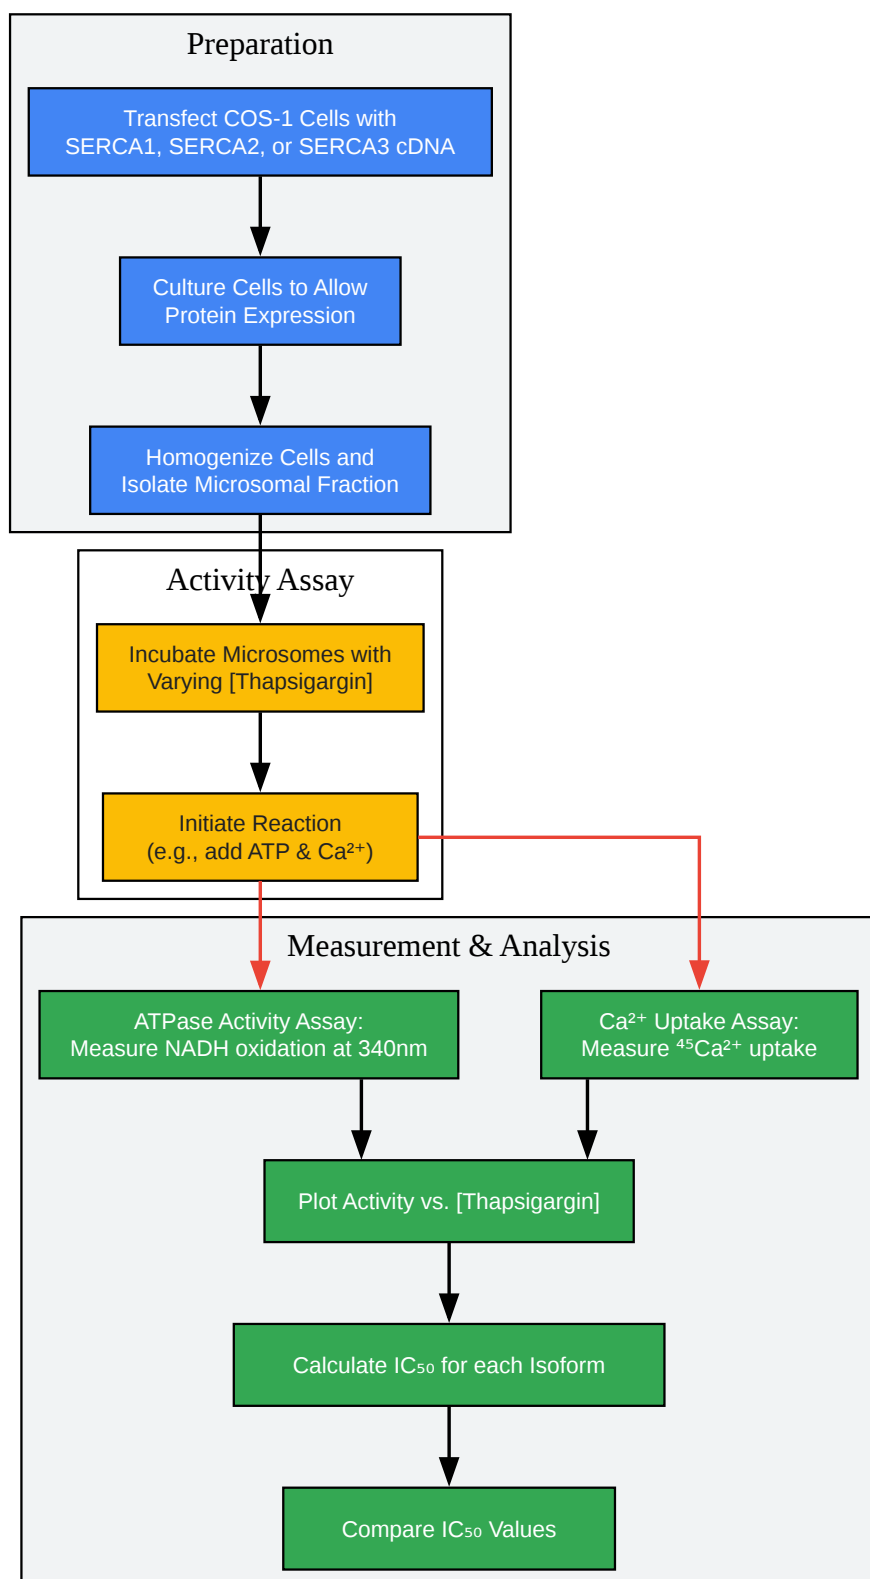 Preparation
Transfect COS-1 Cells with
SERCA1, SERCA2, or SERCA3 cDNA
Culture Cells to Allow
Protein Expression
Homogenize Cells and
Isolate Microsomal Fraction
Activity Assay
Incubate Microsomes with
Varying [Thapsigargin]
Initiate Reaction
(e.g., add ATP & Ca²⁺)
Measurement & Analysis
ATPase Activity Assay:
Measure NADH oxidation at 340nm
Ca²⁺ Uptake Assay:
Measure ⁴⁵Ca²⁺ uptake
Plot Activity vs. [Thapsigargin]
Calculate IC₅₀ for each Isoform
Compare IC₅₀ Values